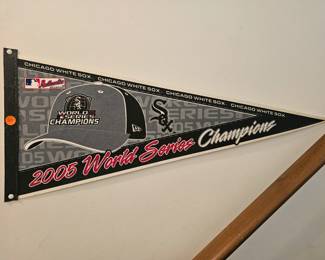 CHICAGO WHITE SOX
CHICAGO WHITE SOX
CHICAGO WHITE SOX
CHICAGO WHITE SOX
WORLD
SERIES
CHAMPIONS
SOX
2005 World Series Champions